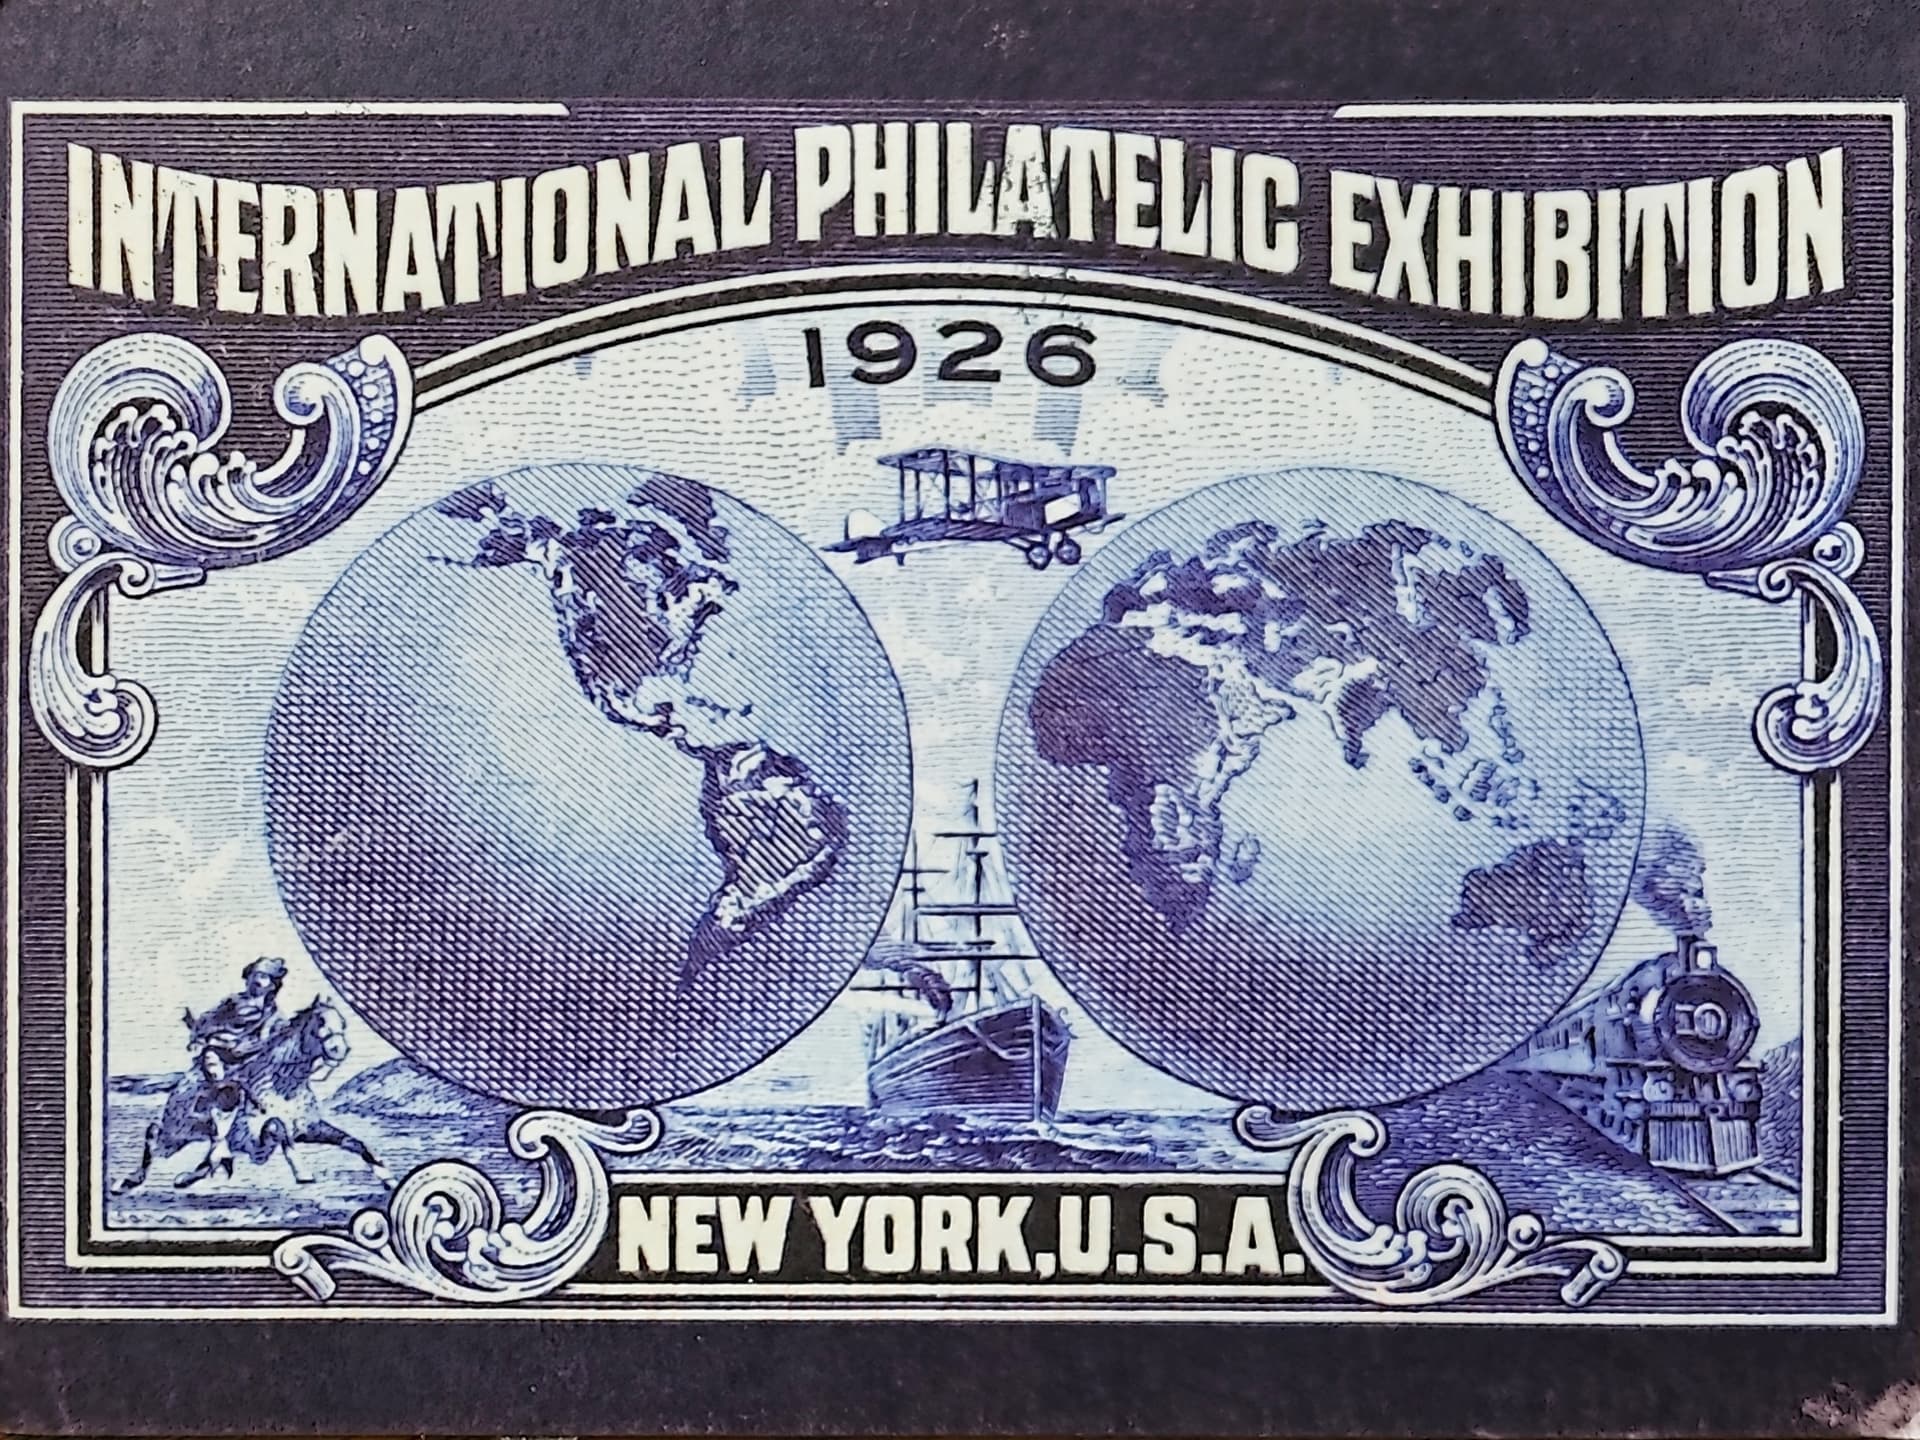 INTERNATIONAL PHILATELIC EXHIBITION
1926
NEW YORK, U.S.A.